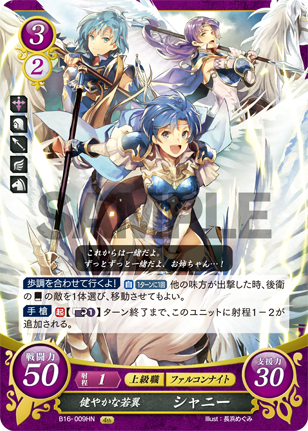 3
2
SAMPLE
これからは一緒だよ。
ずっとずっと一緒だよ、お姉ちゃん…！
歩調を合わせて行くよ！ 自 1ターンに1回 他の味方が出撃した時、後衛
の の敵を1体選び、移動させてもよい。
手槍 起 【 1】ターン終了まで、このユニットに射程1－2が
追加される。
戦闘力
50
射程 1
上級職
ファルコンナイト
支援力
30
B16-009HN
健やかな若翼 シャニー
Illust：長浜めぐみ